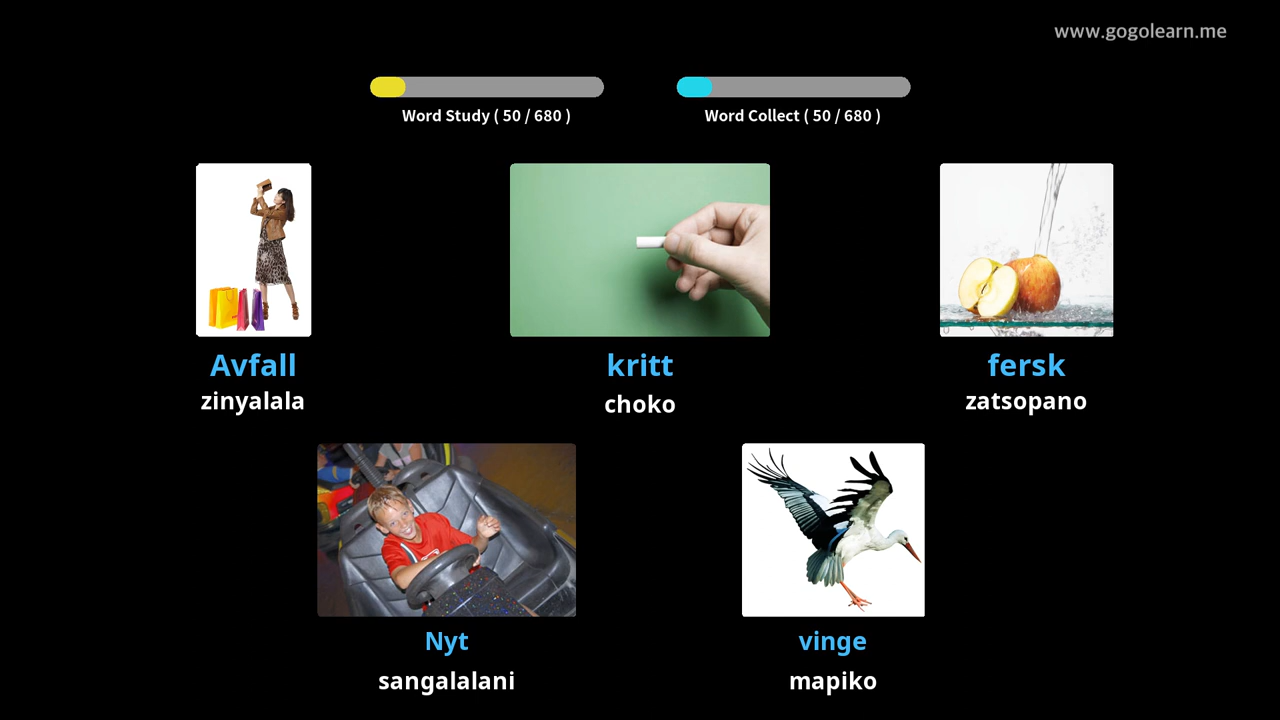 www.gogolearn.me
Word Study ( 50 / 680 )
Word Collect ( 50 / 680 )
Avfall
zinyalala
kritt
choko
fersk
zatsopano
Nyt
sangalalani
vinge
mapiko